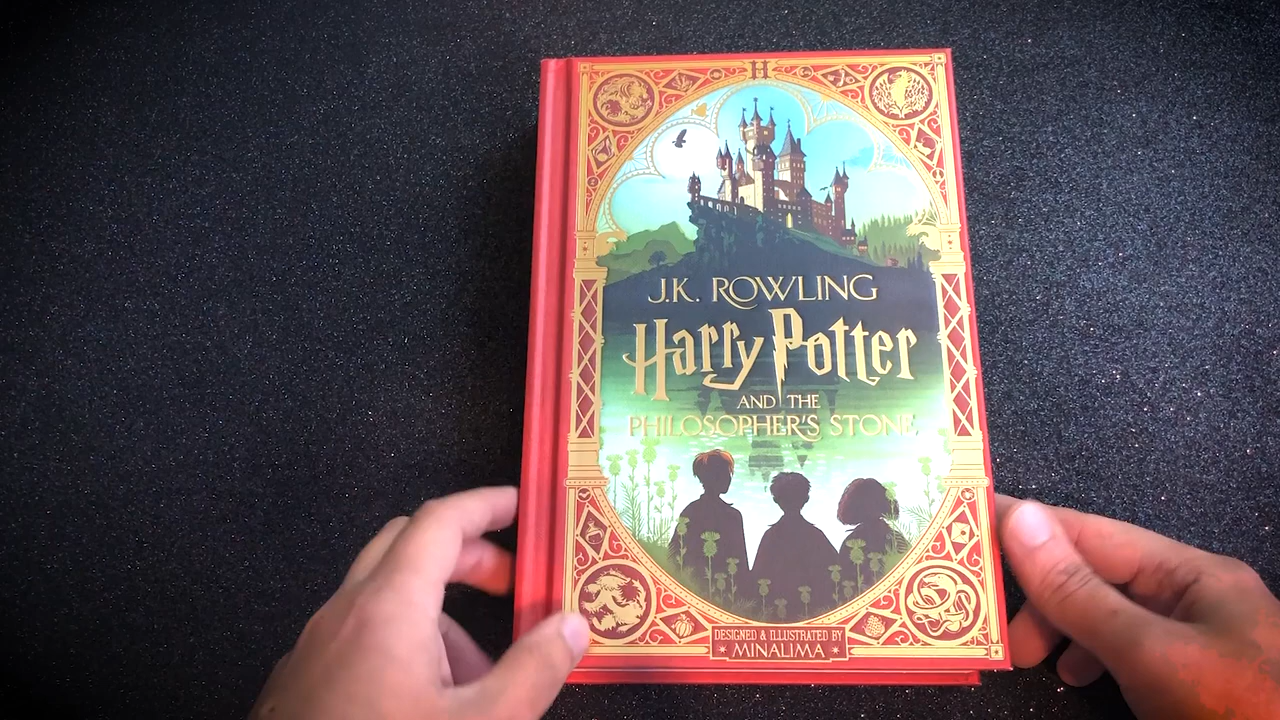 H
J.K. ROWLING
Harry Potter
AND THE
PHILOSOPHER'S STONE
DESIGNED & ILLUSTRATED BY
MINALIMA